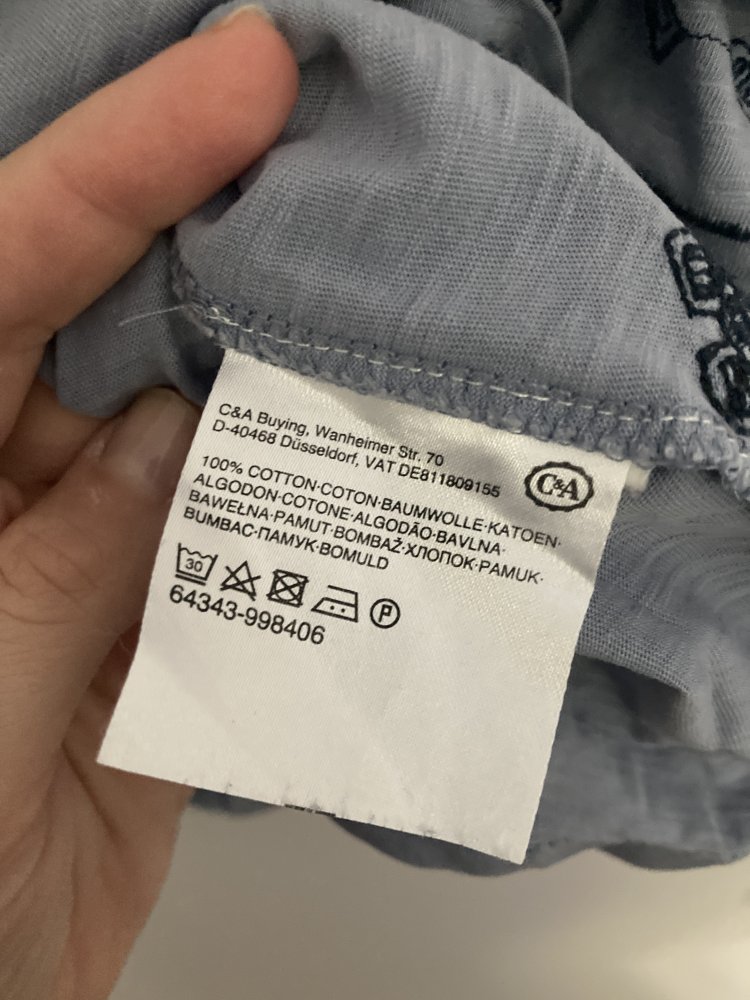 C&A Buying, Wanheimer Str. 70
D-40468 Düsseldorf, VAT DE811809155
C&A
100% COTTON·COTON·BAUMWOLLE·KATOEN·
ALGODON·COTONE·ALGODÃO·BAVLNA·
BAWEŁNA·PAMUT·BOMBAŽ·ХЛОПОК·PAMUK·
BUMBAC·ПАМУК·BOMULD
30
P
64343-998406